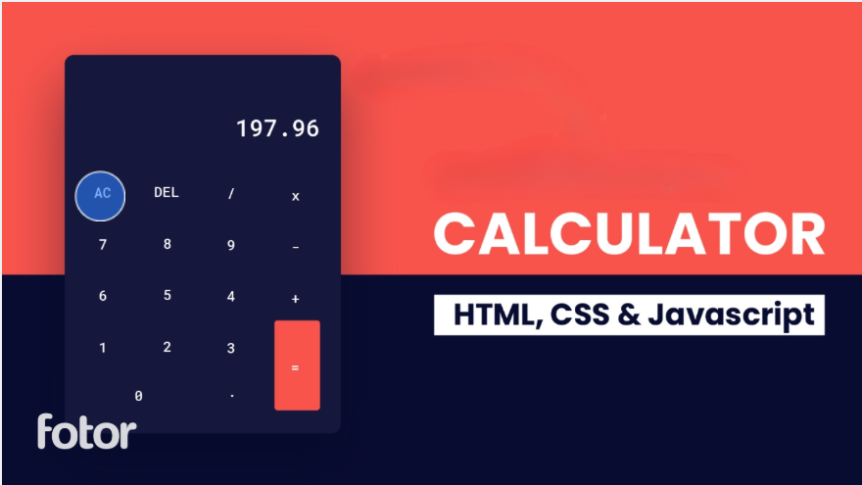 197.96
AC DEL / x
7 8 9 -
CALCULATOR
6 5 4 +
HTML, CSS & Javascript
1 2 3
=
0 .
fotor